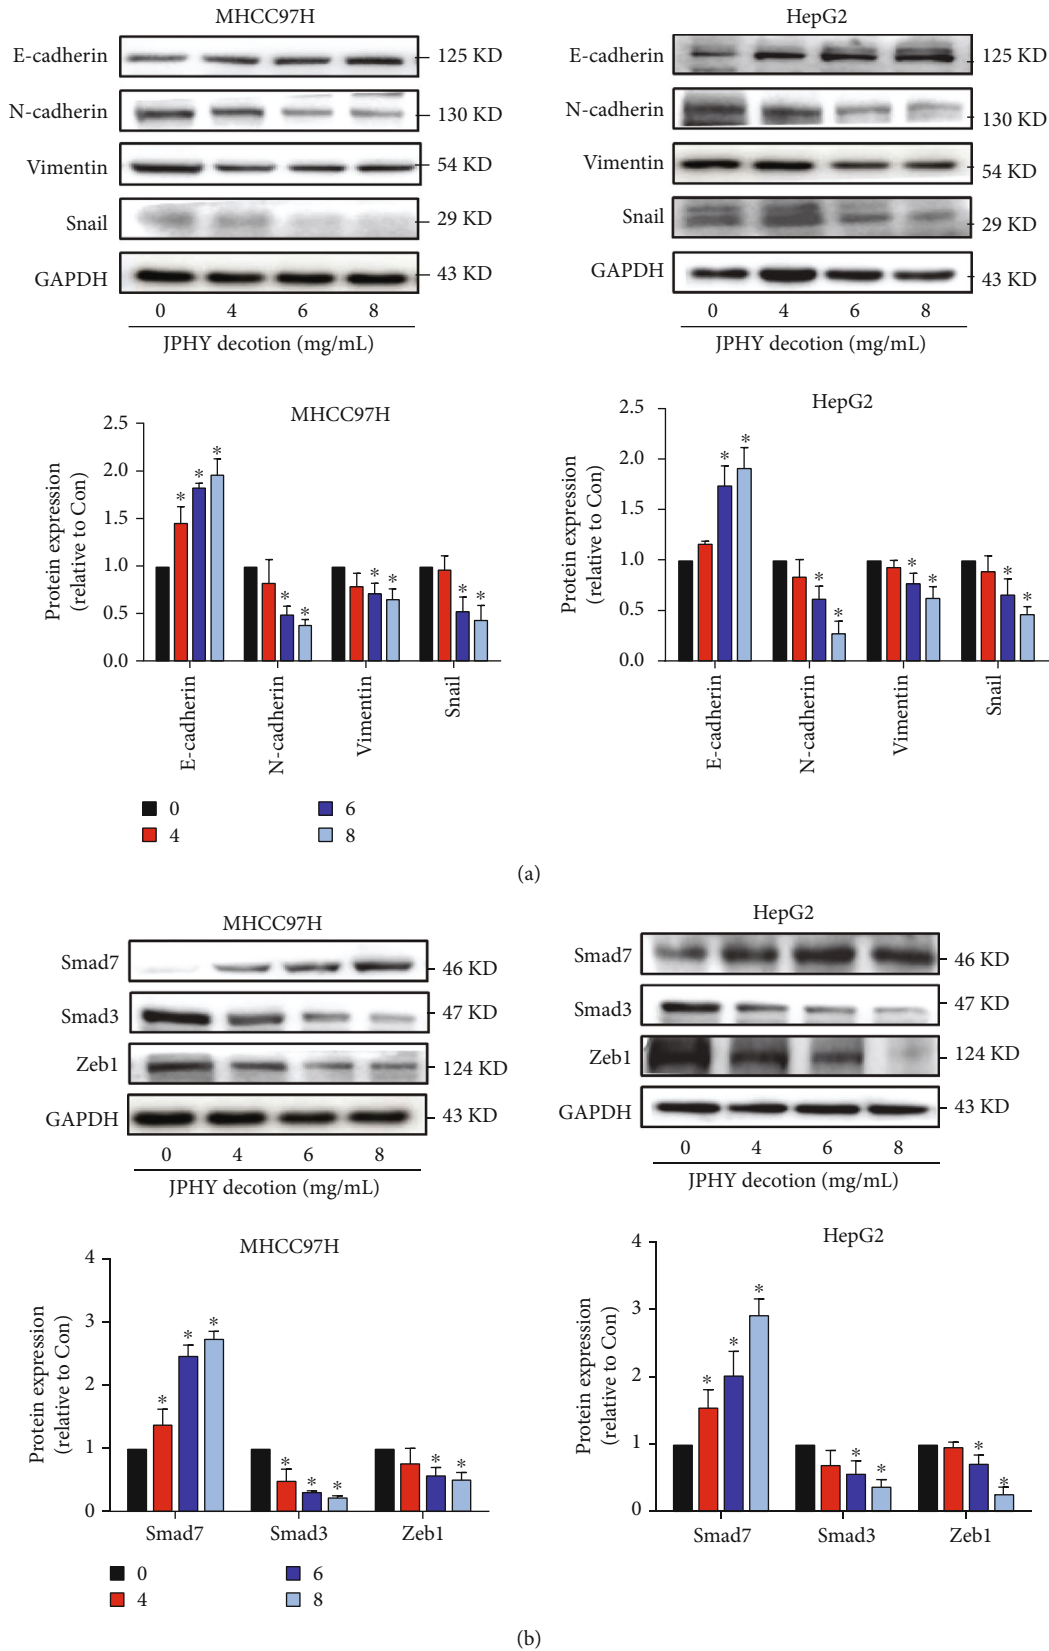 MHCC97H
E-cadherin
125 KD
N-cadherin
130 KD
Vimentin
54 KD
Snail
29 KD
GAPDH
43 KD
0 4 6 8
JPHY decotion (mg/mL)
HepG2
E-cadherin
125 KD
N-cadherin
130 KD
Vimentin
54 KD
Snail
29 KD
GAPDH
43 KD
0 4 6 8
JPHY decotion (mg/mL)
MHCC97H
Protein expression
(relative to Con)
2.5
2.0
1.5
1.0
0.5
0.0
* * *
* *
* *
* *
E-cadherin
N-cadherin
Vimentin
Snail
HepG2
Protein expression
(relative to Con)
2.5
2.0
1.5
1.0
0.5
0.0
* *
* *
* *
* *
E-cadherin
N-cadherin
Vimentin
Snail
0
4
6
8
(a)
MHCC97H
Smad7
46 KD
Smad3
47 KD
Zeb1
124 KD
GAPDH
43 KD
0 4 6 8
JPHY decotion (mg/mL)
HepG2
Smad7
46 KD
Smad3
47 KD
Zeb1
124 KD
GAPDH
43 KD
0 4 6 8
JPHY decotion (mg/mL)
MHCC97H
Protein expression
(relative to Con)
4
3
2
1
0
* * *
* * *
* *
Smad7 Smad3 Zeb1
HepG2
Protein expression
(relative to Con)
4
3
2
1
0
* * *
* *
* *
Smad7 Smad3 Zeb1
0
4
6
8
(b)